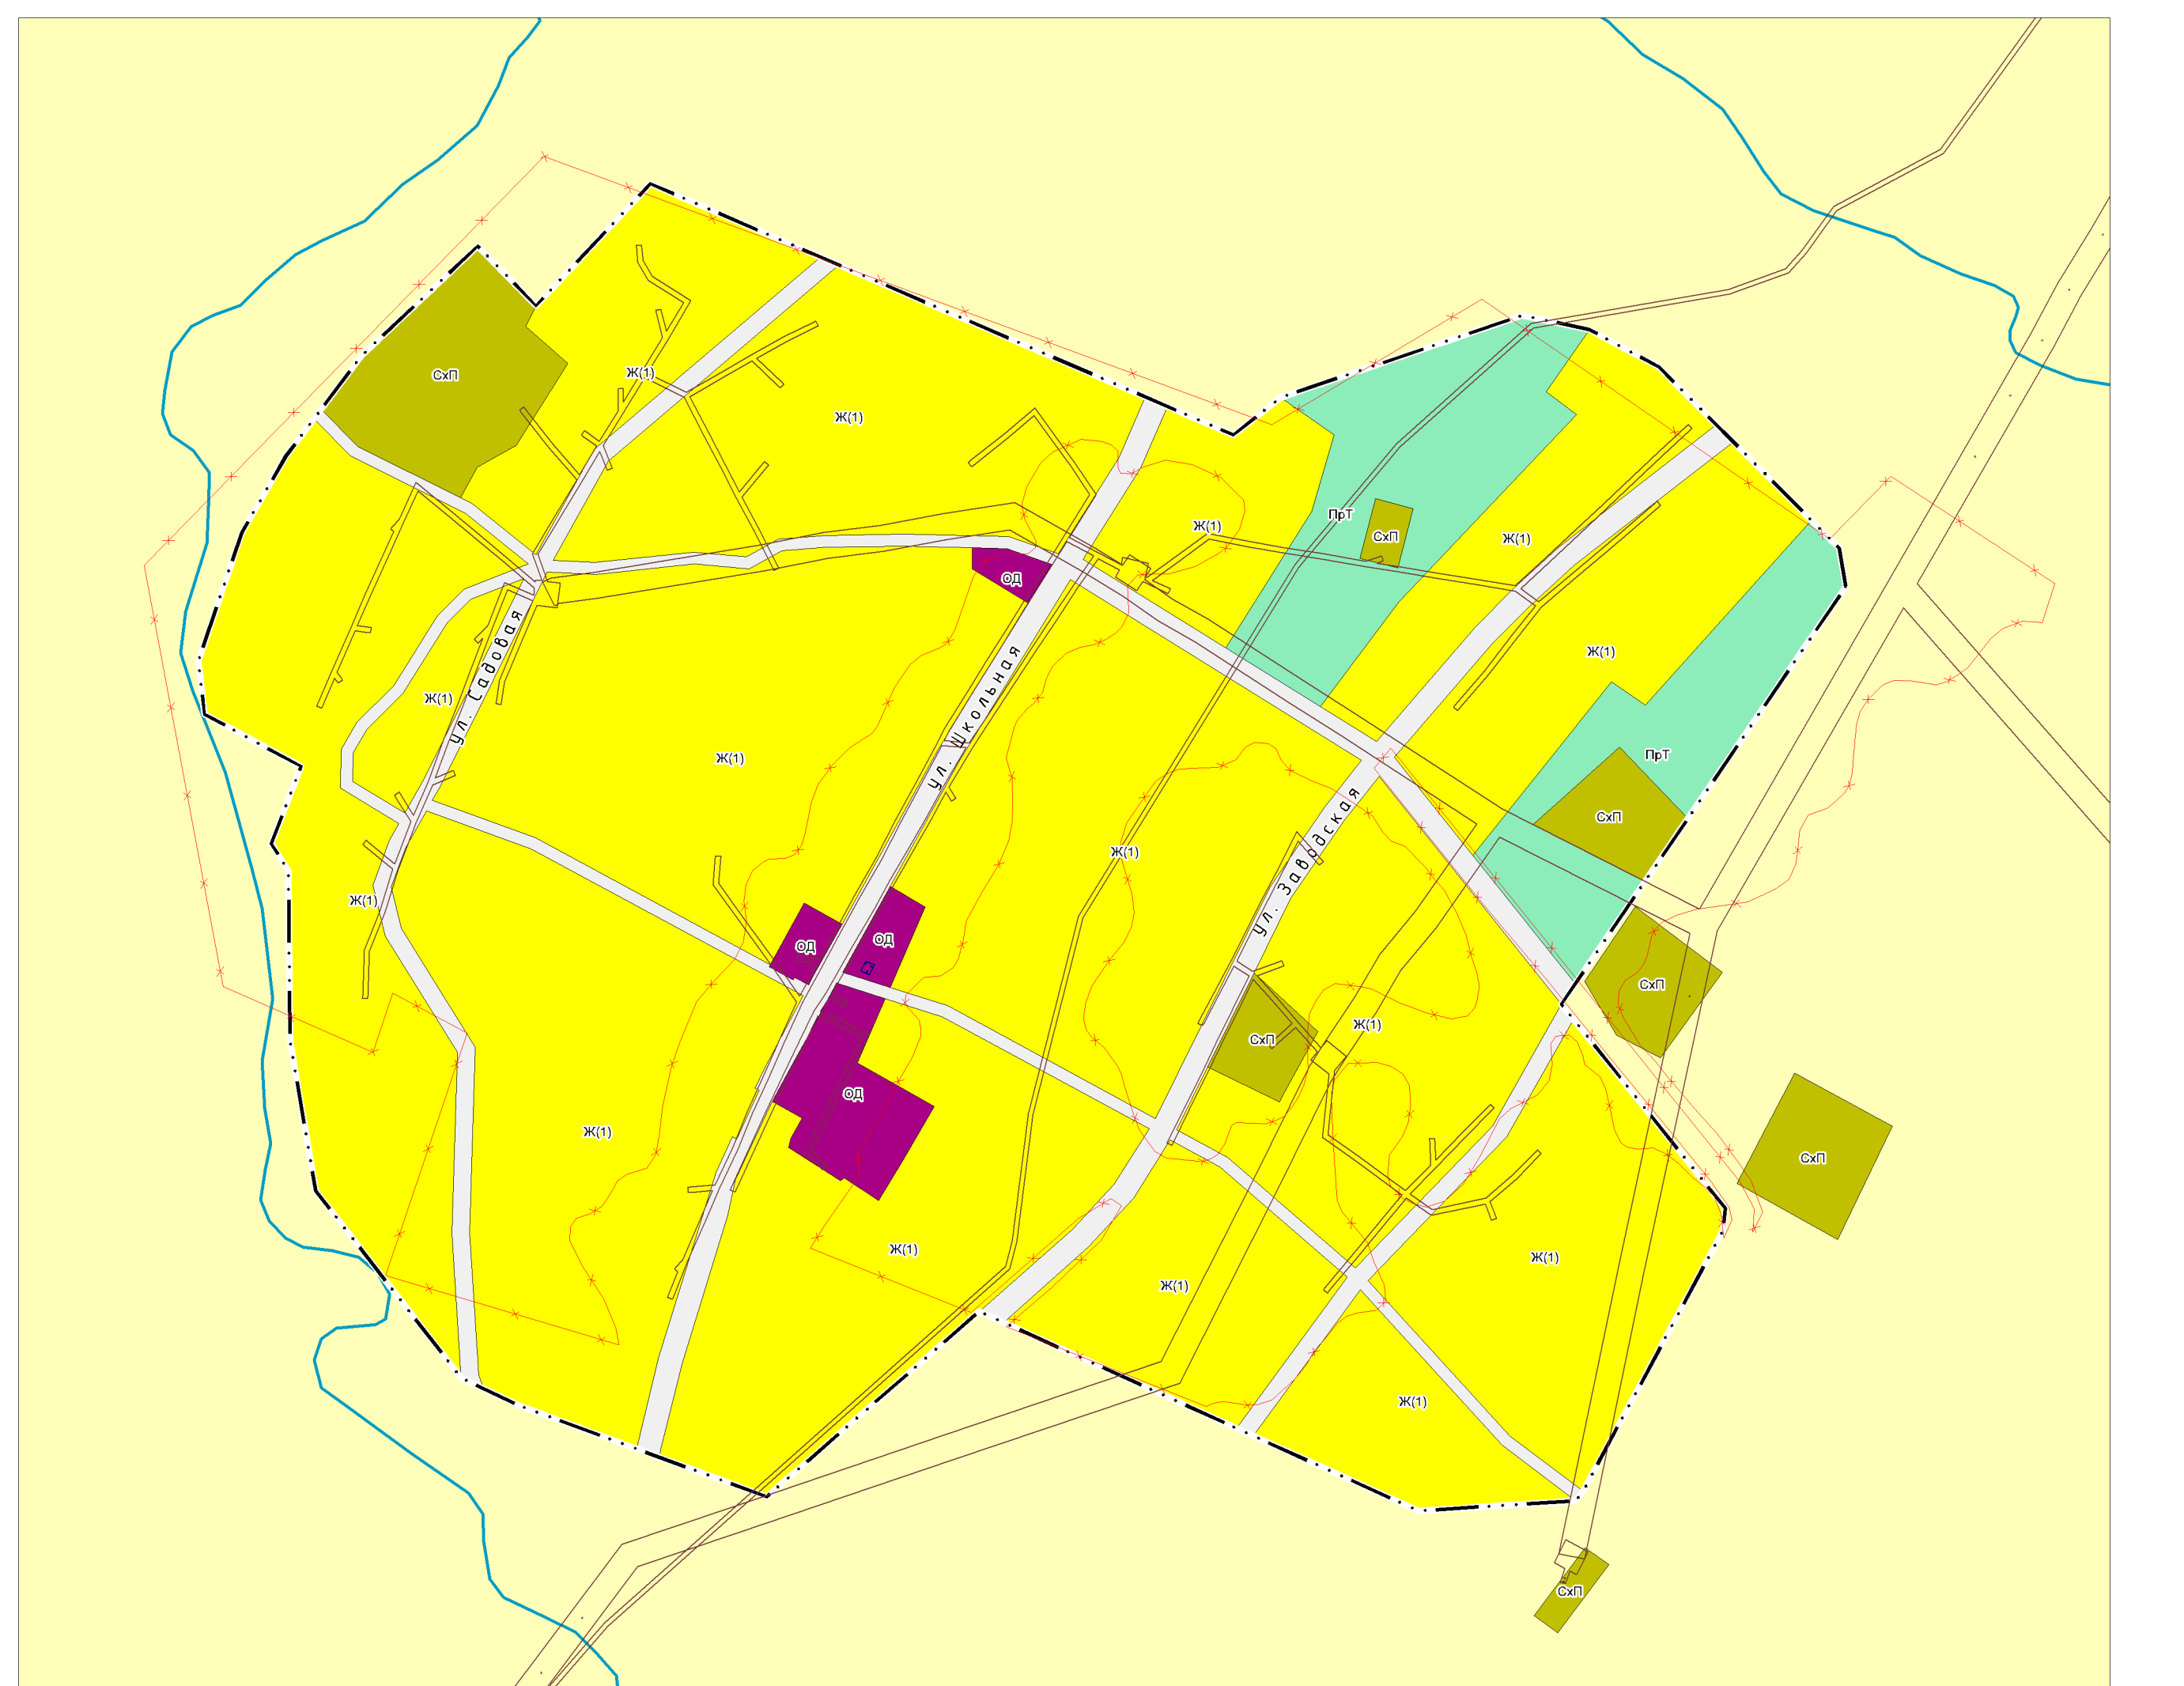 СхП
Ж(1)
Ж(1)
ПрТ
Ж(1)
СхП
Ж(1)
ОД
Ж(1)
ул. Садовая
Ж(1)
ул. Школьная
Ж(1)
ПрТ
СхП
Ж(1)
ул. Заводская
Ж(1)
ОД
ОД
СхП
Ж(1)
СхП
ОД
Ж(1)
СхП
Ж(1)
Ж(1)
Ж(1)
Ж(1)
СхП